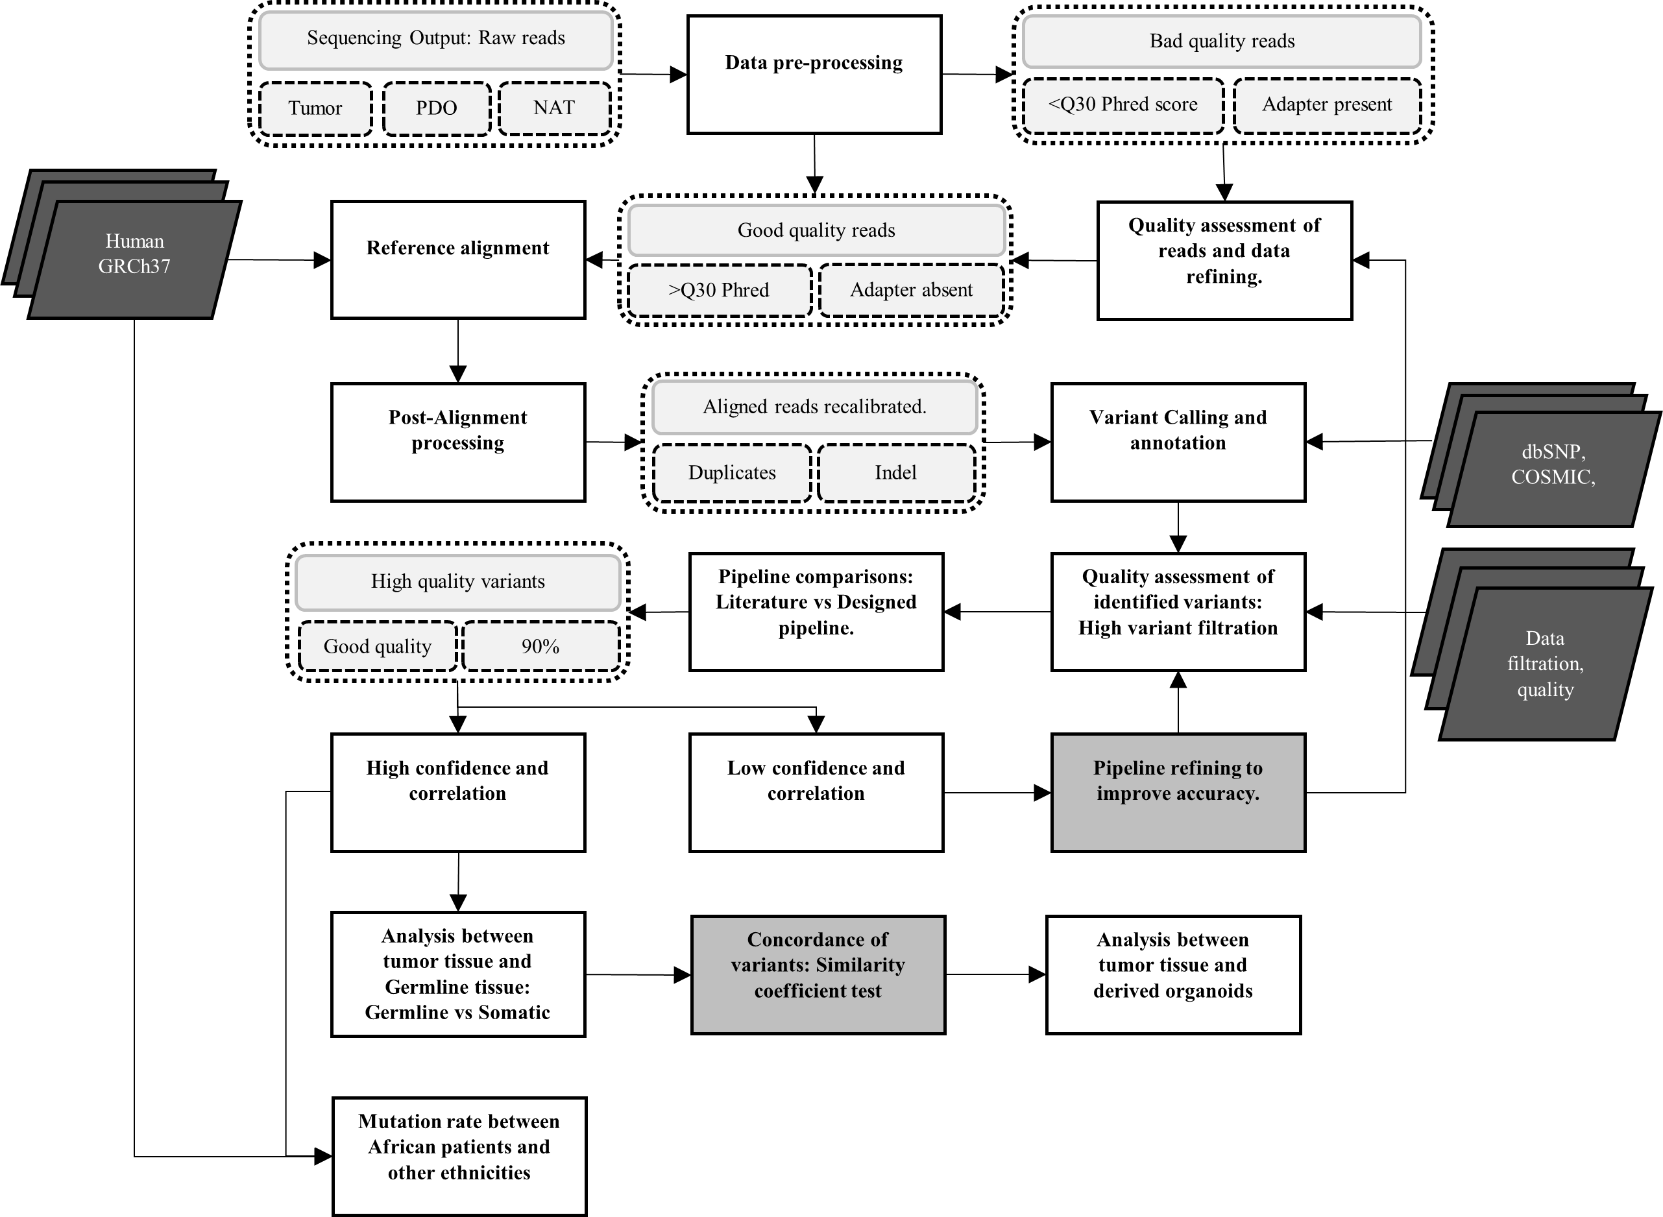 Sequencing Output: Raw reads
Tumor
PDO
NAT
Data pre-processing
Bad quality reads
<Q30 Phred score
Adapter present
Human
GRCh37
Reference alignment
Good quality reads
>Q30 Phred
Adapter absent
Quality assessment of
reads and data
refining.
Post-Alignment
processing
Aligned reads recalibrated.
Duplicates
Indel
Variant Calling and
annotation
dbSNP,
COSMIC,
High quality variants
Good quality
90%
Pipeline comparisons:
Literature vs Designed
pipeline.
Quality assessment of
identified variants:
High variant filtration
Data
filtration,
quality
High confidence and
correlation
Low confidence and
correlation
Pipeline refining to
improve accuracy.
Analysis between
tumor tissue and
Germline tissue:
Germline vs Somatic
Concordance of
variants: Similarity
coefficient test
Analysis between
tumor tissue and
derived organoids
Mutation rate between
African patients and
other ethnicities